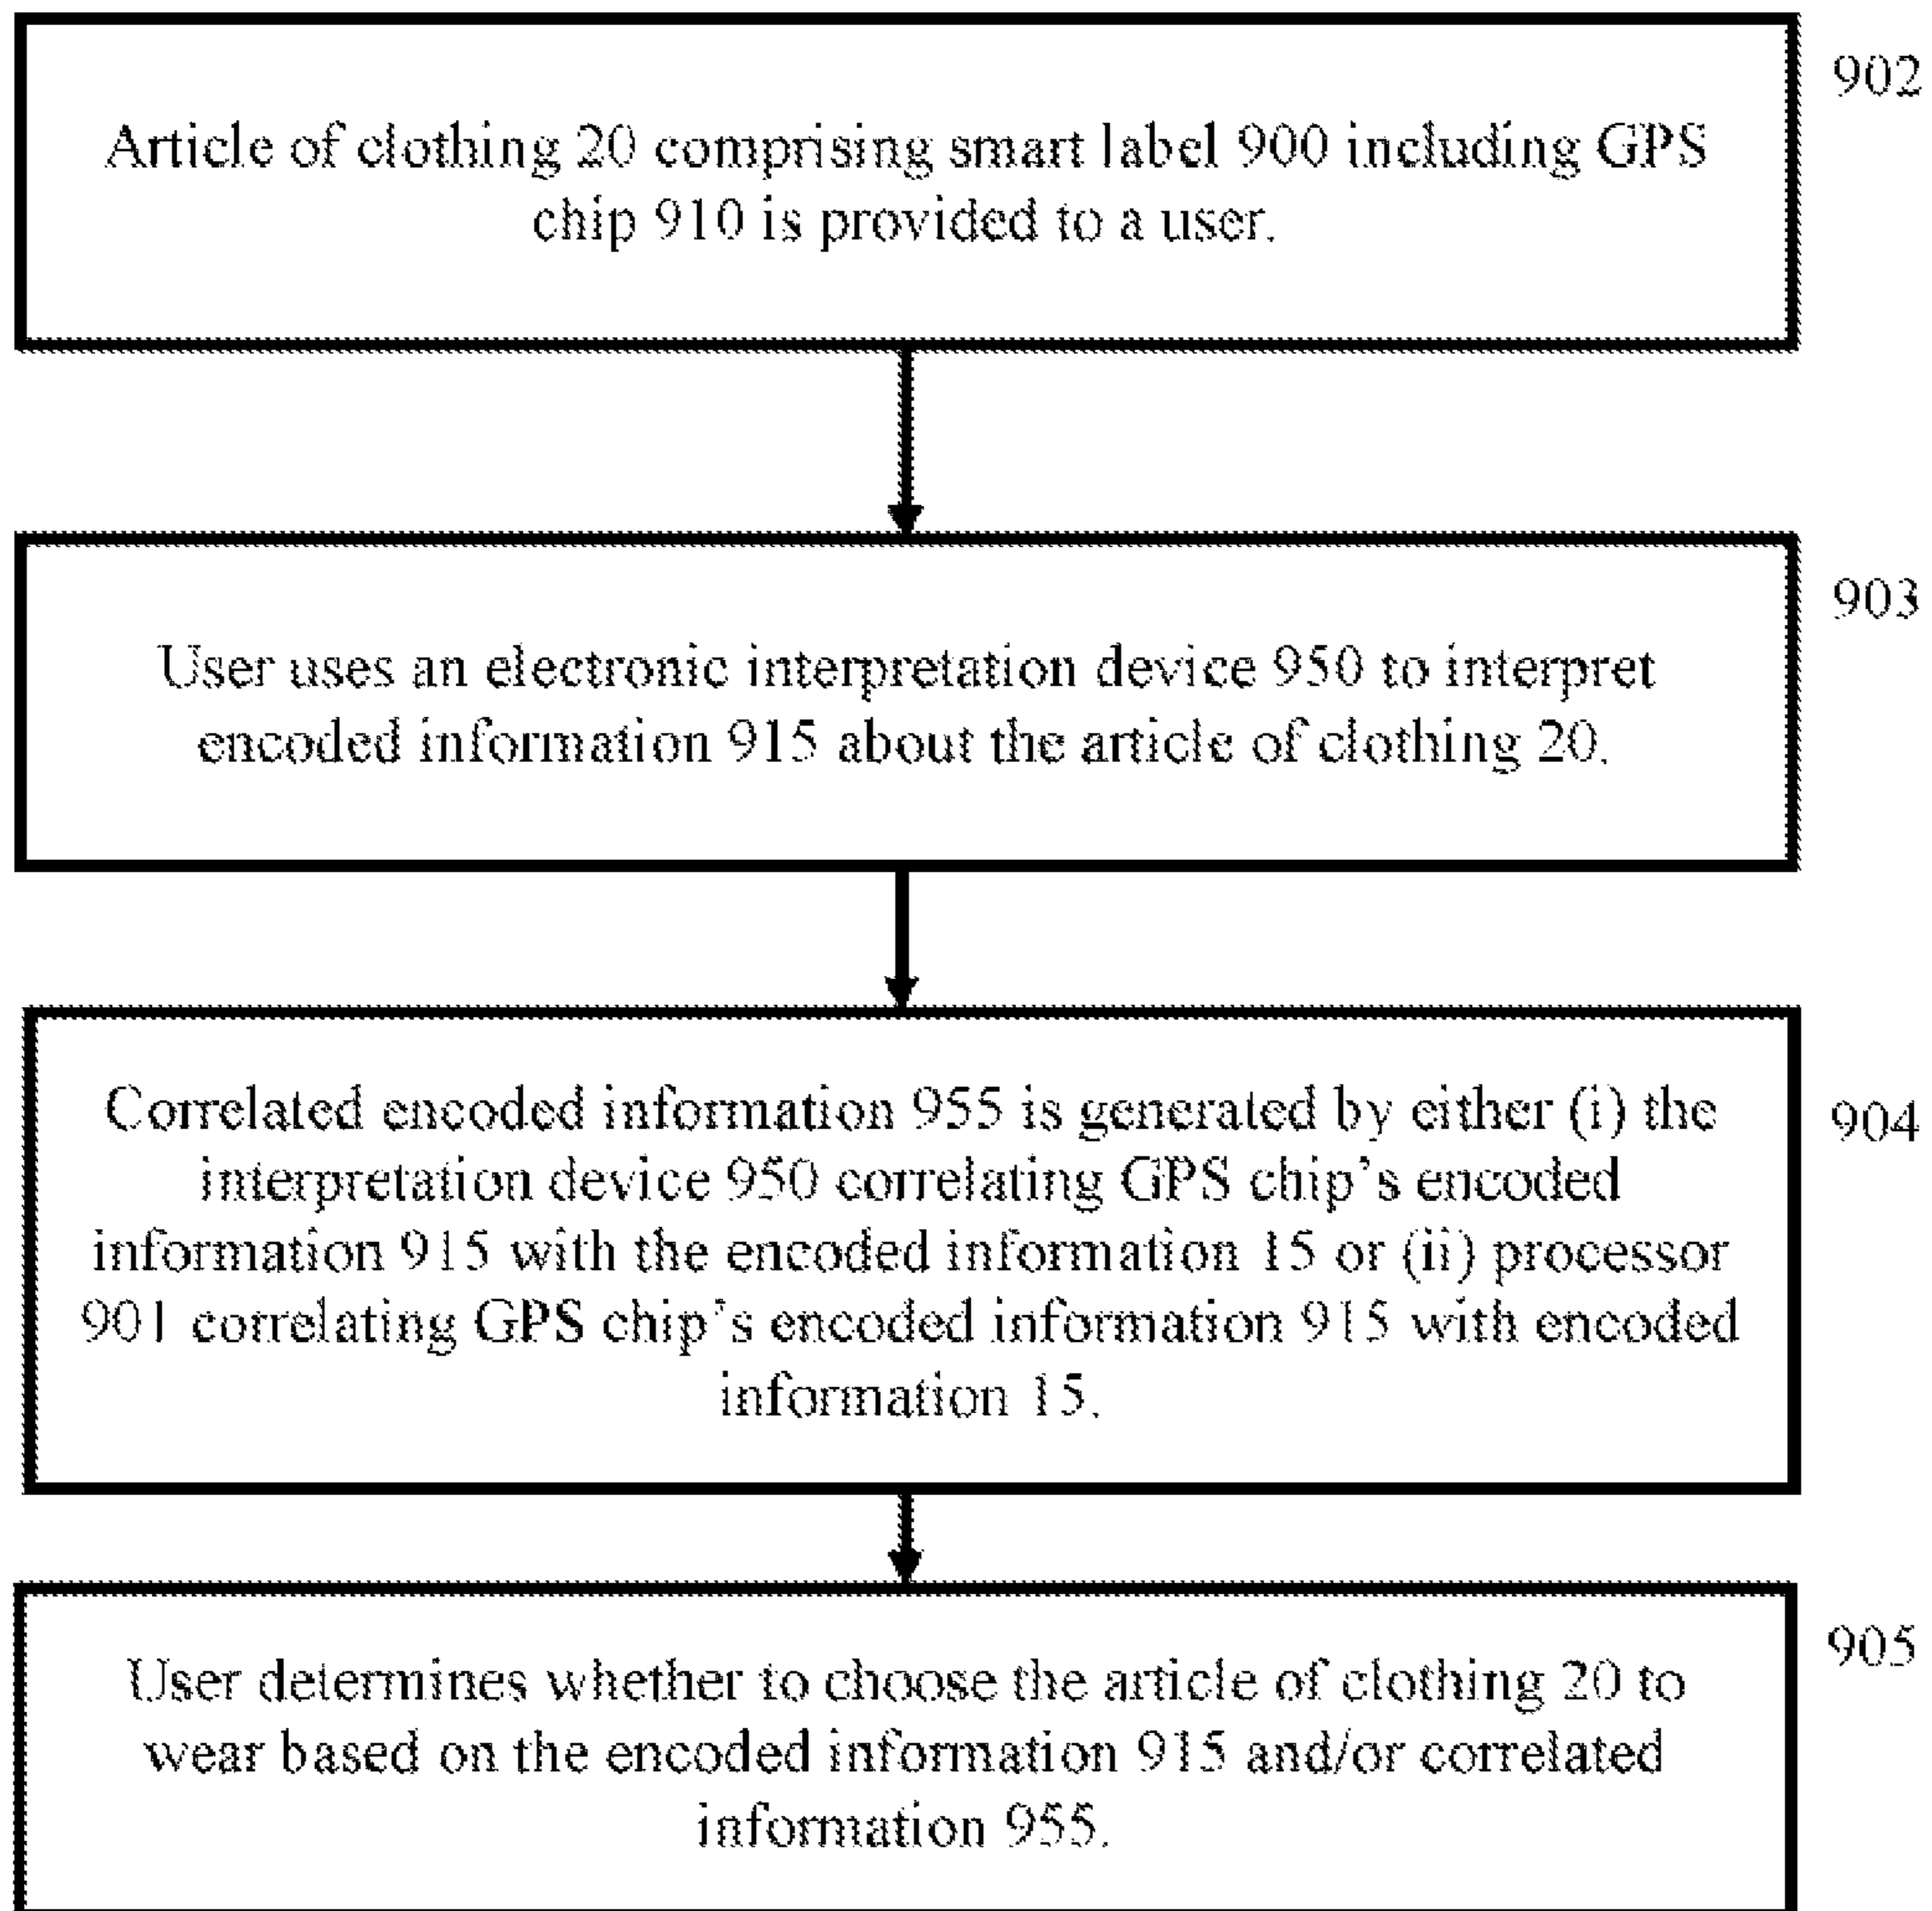 902
Article of clothing 20 comprising smart label 900 including GPS
chip 910 is provided to a user.
903
User uses an electronic interpretation device 950 to interpret
encoded information 915 about the article of clothing 20.
904
Correlated encoded information 955 is generated by either (i) the
interpretation device 950 correlating GPS chip's encoded
information 915 with the encoded information 15 or (ii) processor
901 correlating GPS chip's encoded information 915 with encoded
information 15.
905
User determines whether to choose the article of clothing 20 to
wear based on the encoded information 915 and/or correlated
information 955.